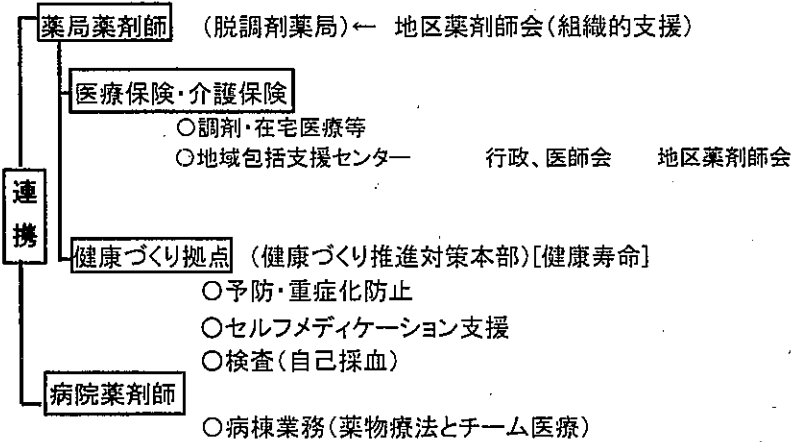 薬局薬剤師 (脱調剤薬局)← 地区薬剤師会(組織的支援)
医療保険・介護保険
○調剤・在宅医療等
○地域包括支援センター 行政、医師会 地区薬剤師会
連携
健康づくり拠点 (健康づくり推進対策本部)[健康寿命]
○予防・重症化防止
○セルフメディケーション支援
○検査(自己採血)
病院薬剤師
○病棟業務(薬物療法とチーム医療)